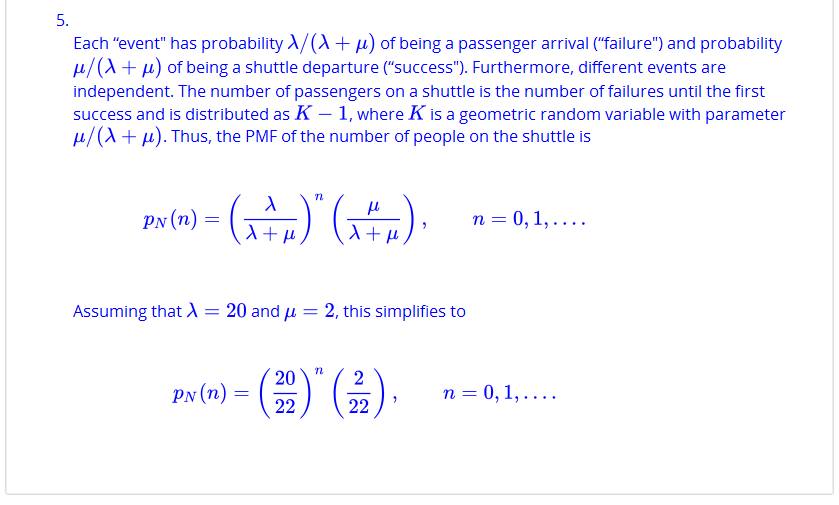 5.
Each “event" has probability λ/(λ + μ) of being a passenger arrival (“failure") and probability
μ/(λ + μ) of being a shuttle departure (“success"). Furthermore, different events are
independent. The number of passengers on a shuttle is the number of failures until the first
success and is distributed as K − 1, where K is a geometric random variable with parameter
μ/(λ + μ). Thus, the PMF of the number of people on the shuttle is
p_N(n) = (λ/(λ + μ))^n (μ/(λ + μ)), n = 0, 1, . . . .
Assuming that λ = 20 and μ = 2, this simplifies to
p_N(n) = (20/22)^n (2/22), n = 0, 1, . . . .